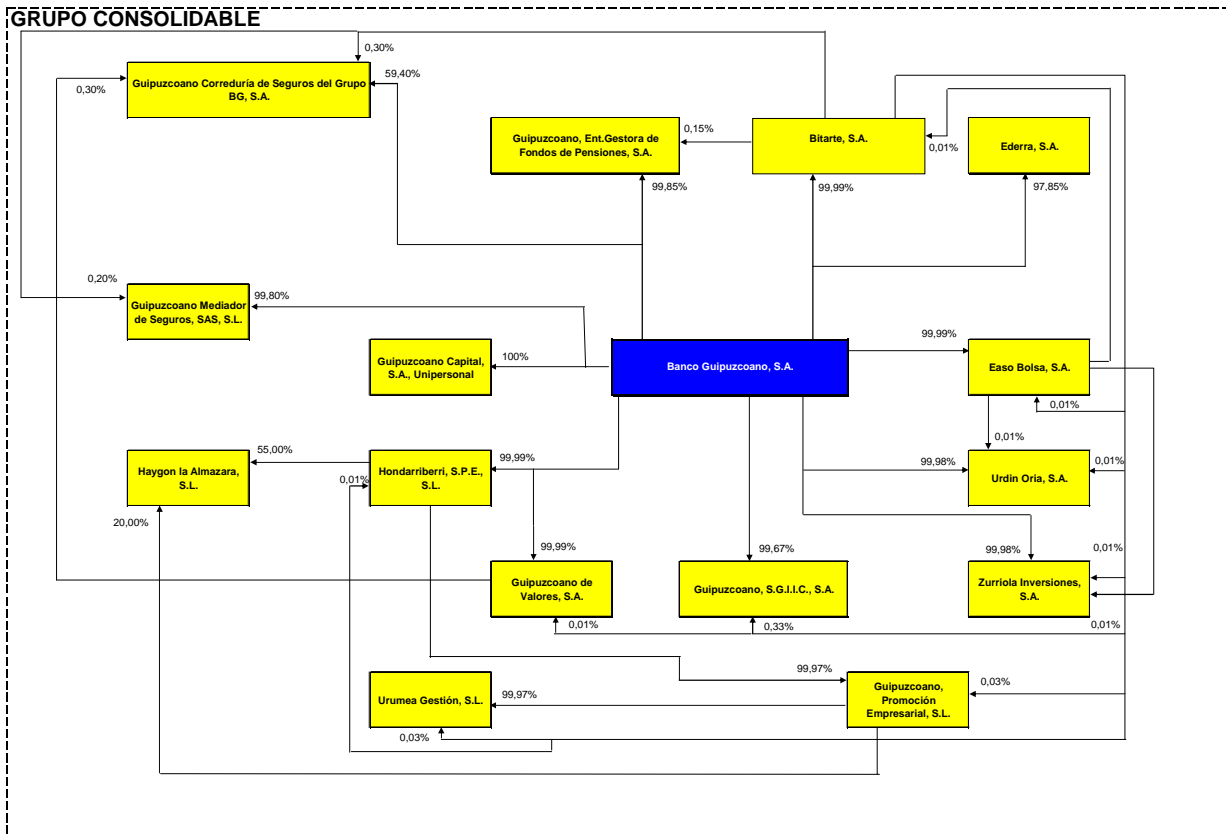 GRUPO CONSOLIDABLE
0,30%
Guipuzcoano Correduría de Seguros del Grupo
BG, S.A.
59,40%
0,30%
Guipuzcoano, Ent.Gestora de
Fondos de Pensiones, S.A.
0,15%
Bitarte, S.A.
0,01%
Ederra, S.A.
99,85%
99,99%
97,85%
0,20%
Guipuzcoano Mediador
de Seguros, SAS, S.L.
99,80%
Guipuzcoano Capital,
S.A., Unipersonal
100%
Banco Guipuzcoano, S.A.
99,99%
Easo Bolsa, S.A.
0,01%
0,01%
Haygon la Almazara,
S.L.
55,00%
0,01%
Hondarriberri, S.P.E.,
S.L.
99,99%
99,98%
Urdin Oria, S.A.
0,01%
20,00%
99,99%
99,67%
99,98%
0,01%
Guipuzcoano de
Valores, S.A.
Guipuzcoano, S.G.I.I.C., S.A.
Zurriola Inversiones,
S.A.
0,01%
0,33%
0,01%
Urumea Gestión, S.L.
99,97%
99,97%
Guipuzcoano,
Promoción
Empresarial, S.L.
0,03%
0,03%